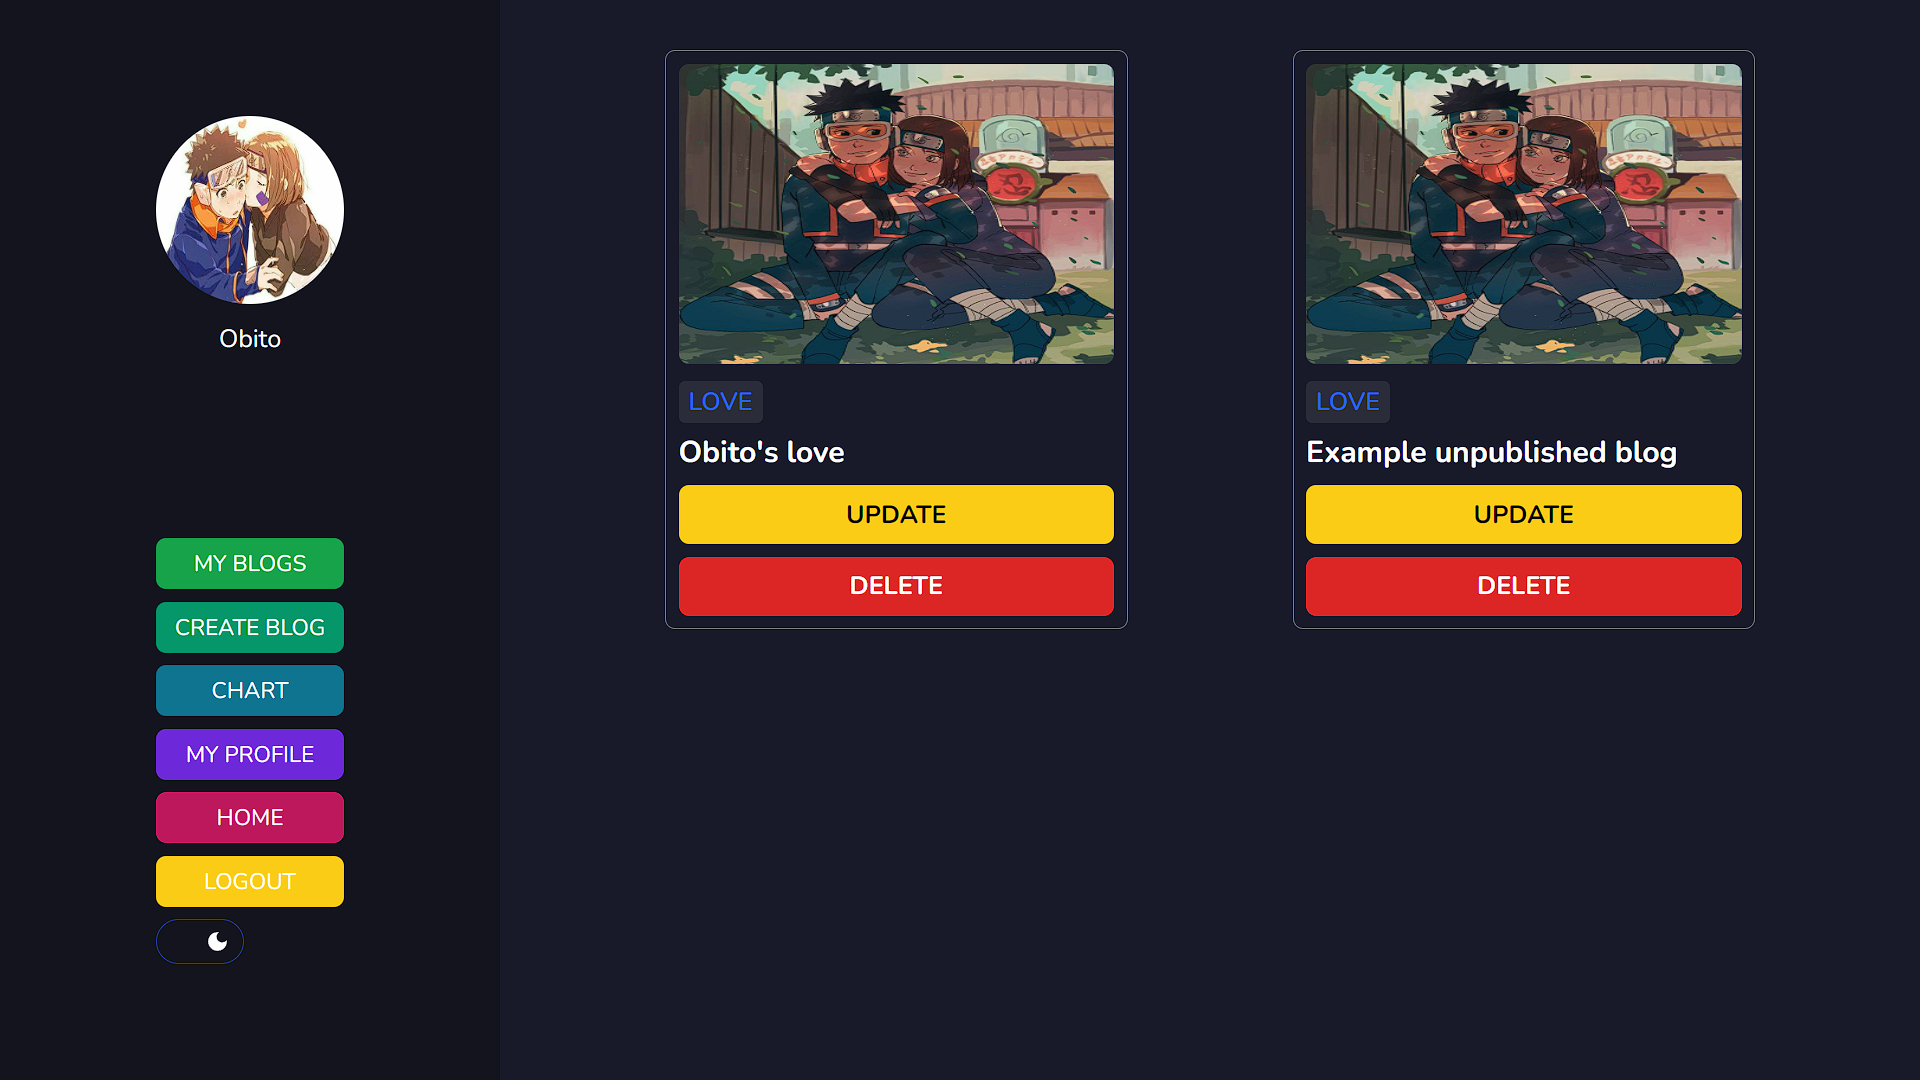 Obito
MY BLOGS
CREATE BLOG
CHART
MY PROFILE
HOME
LOGOUT
LOVE
Obito's love
UPDATE
DELETE
LOVE
Example unpublished blog
UPDATE
DELETE